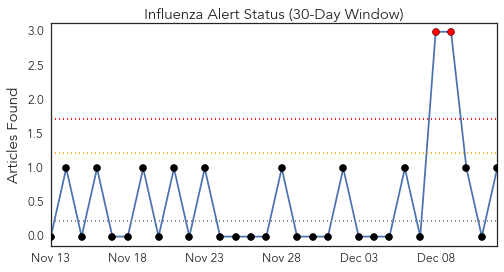 Influenza Alert Status (30-Day Window)
Articles Found
3.0
2.5
2.0
1.5
1.0
0.5
0.0
Nov 13
Nov 18
Nov 23
Nov 28
Dec 03
Dec 08